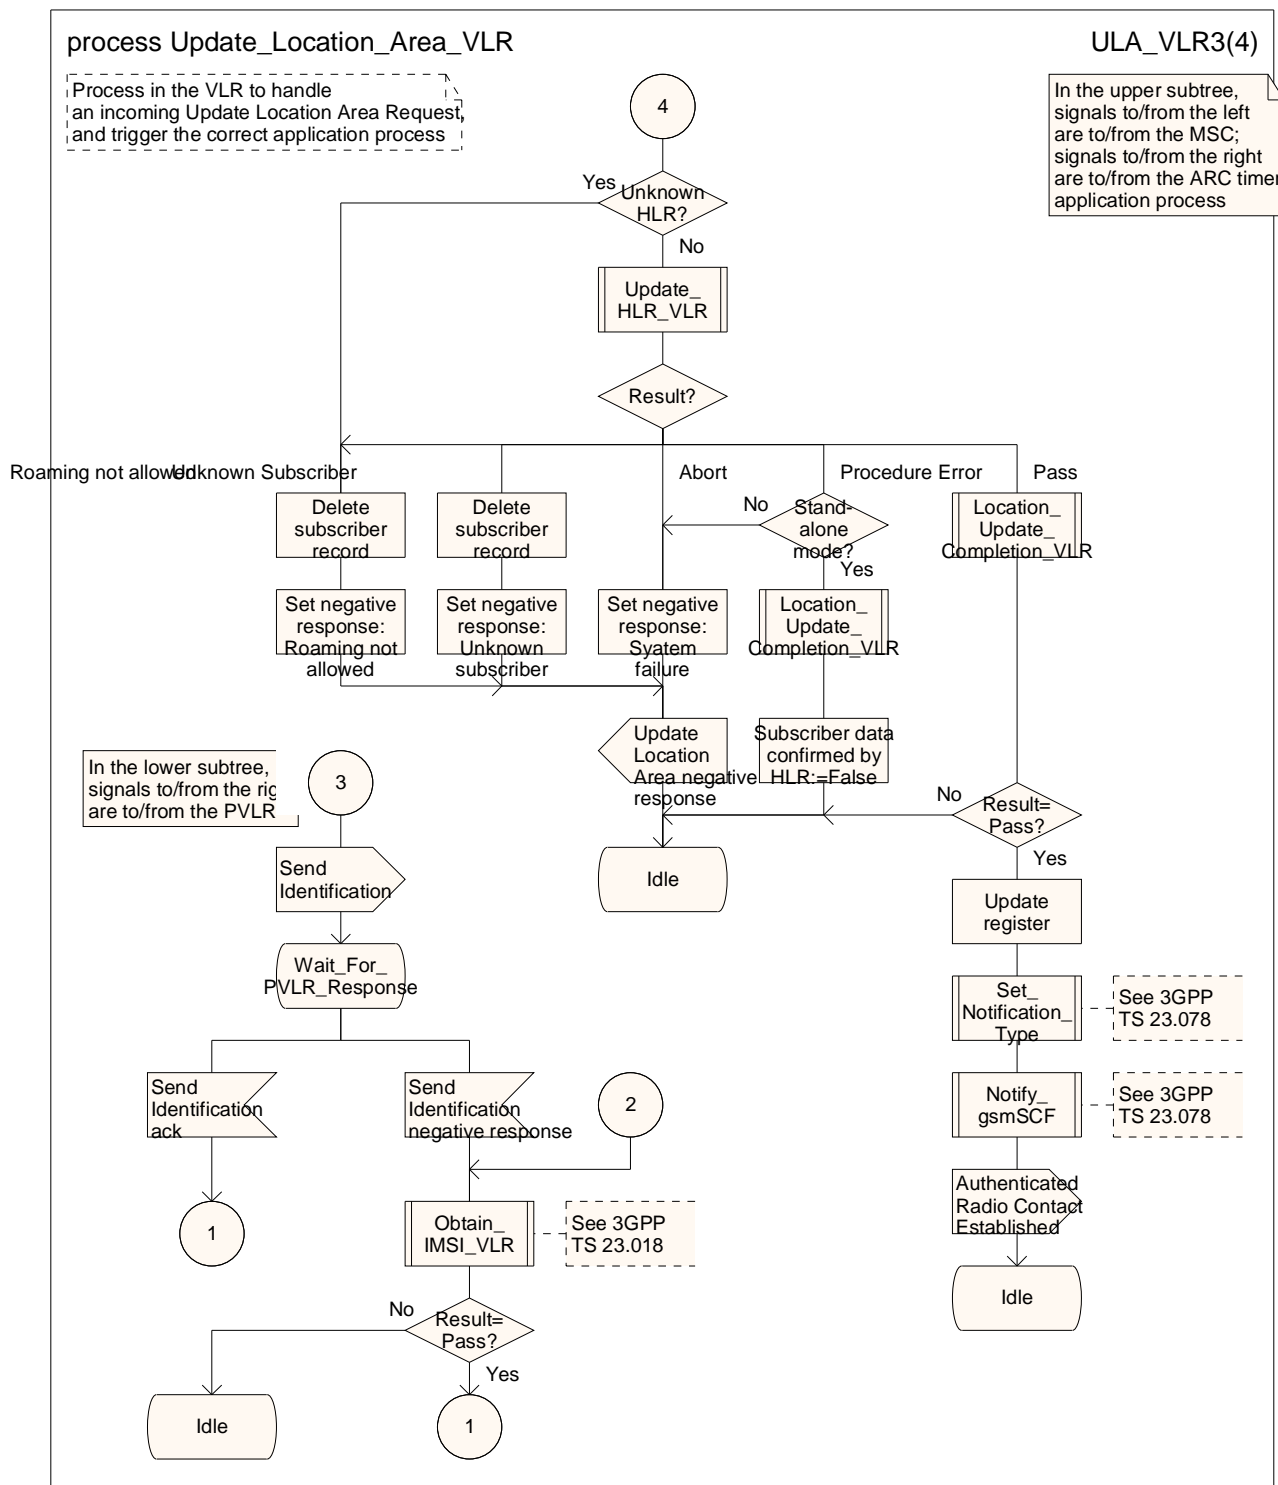 process Update_Location_Area_VLR
ULA_VLR3(4)
Process in the VLR to handle
an incoming Update Location Area Request,
and trigger the correct application process
4
In the upper subtree,
signals to/from the left
are to/from the MSC;
signals to/from the right
are to/from the ARC timer
application process
Yes
Unknown
HLR?
No
Update_
HLR_VLR
Result?
Roaming not allowed
Unknown Subscriber
Abort
Procedure Error
Pass
Delete
subscriber
record
Delete
subscriber
record
No
Stand-
alone
mode?
Yes
Location_
Update_
Completion_VLR
Set negative
response:
Roaming not
allowed
Set negative
response:
Unknown
subscriber
Set negative
response:
System
failure
Location_
Update_
Completion_VLR
Update
Location
Area negative
response
Subscriber data
confirmed by
HLR:=False
In the lower subtree,
signals to/from the
are to/from the PVLR
3
No
Result=
Pass?
Yes
Send
Identification
Idle
Update
register
Wait_For_
PVLR_Response
Set_
Notification_
Type
See 3GPP
TS 23.078
Send
Identification
ack
Send
Identification
negative response
2
Notify_
gsmSCF
See 3GPP
TS 23.078
1
Obtain_
IMSI_VLR
See 3GPP
TS 23.018
Authenticated
Radio Contact
Established
Idle
No
Result=
Pass?
Yes
Idle
1